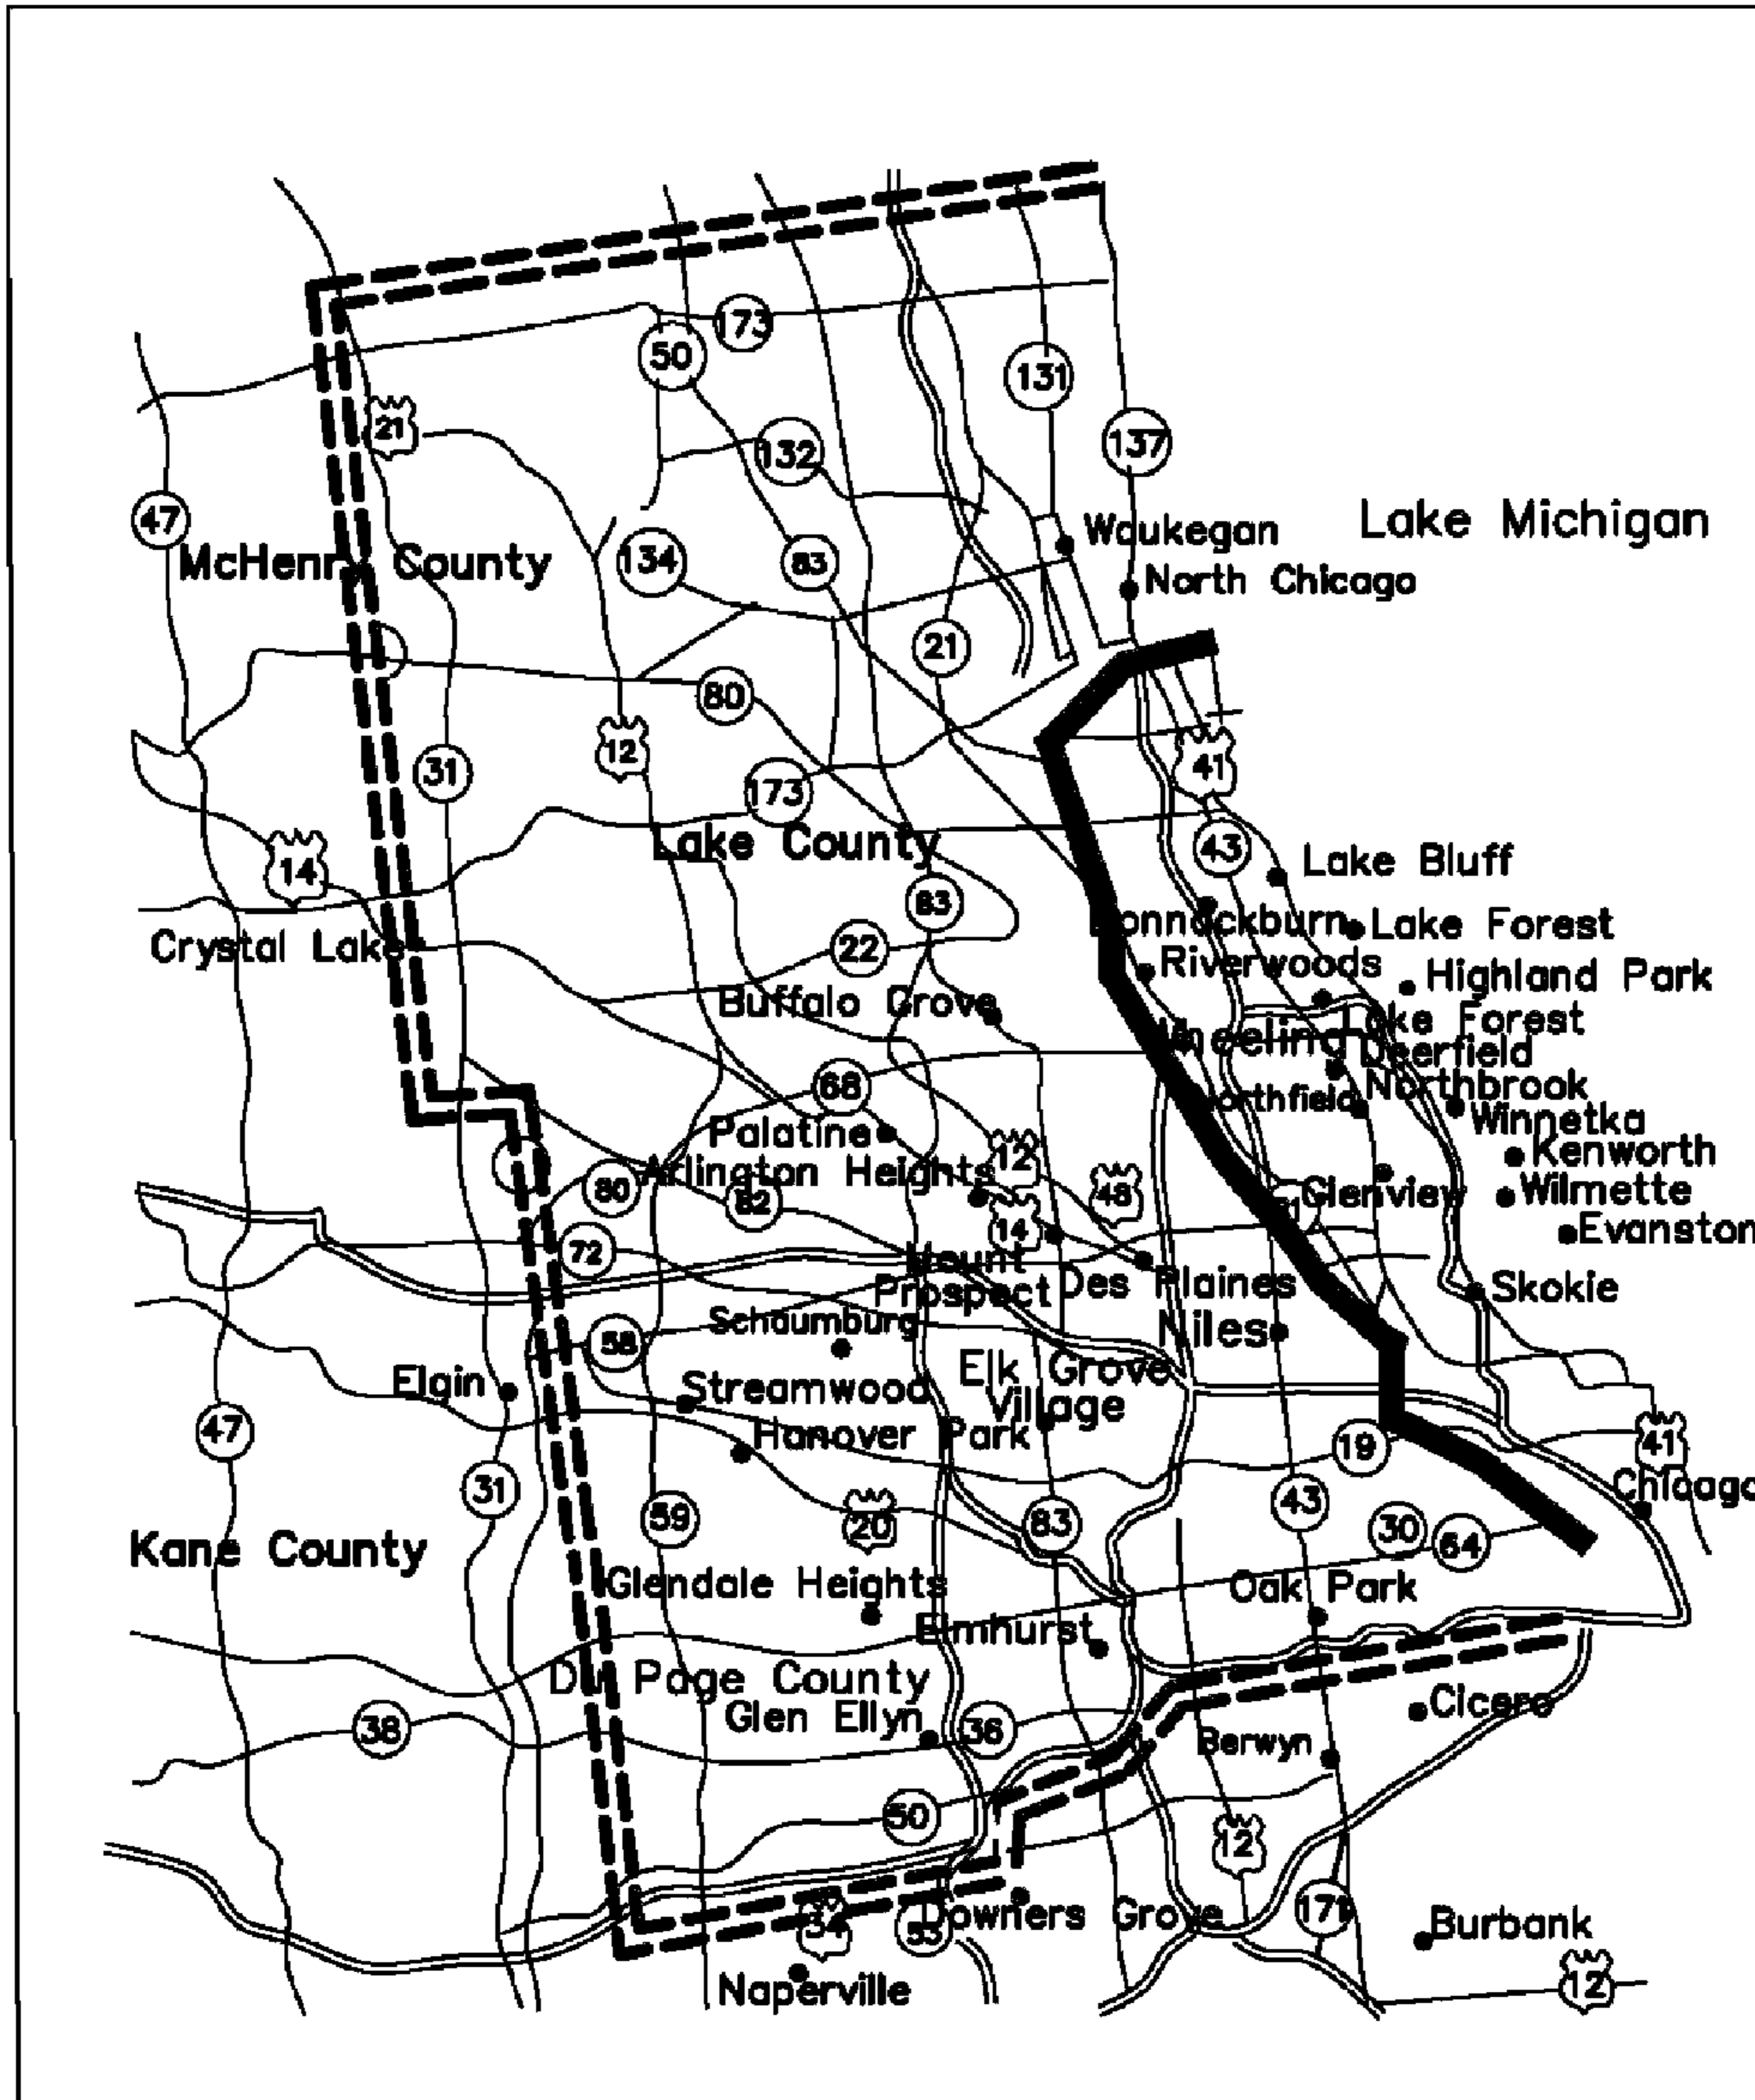 173
50
131
21
132
137
47
Lake Michigan
Waukegan
McHenry County
134
83
North Chicago
21
80
12
31
41
173
Lake County
43
14
Lake Bluff
83
Lake Forest
Crystal Lake
22
Riverwoods
Highland Park
Buffalo Grove
Lake Forest
Wheeling
Deerfield
68
Northbrook
Northfield
Winnetka
Palatine
12
Kenworth
Arlington Heights
80
62
48
Glenview
Wilmette
14
Evanston
72
Mount
Prospect
Des Plaines
Skokie
Schaumburg
Niles
58
Elk Grove
Village
Elgin
Streamwood
47
Hanover Park
19
41
31
59
20
83
43
30
64
Chicago
Kane County
Glendale Heights
Oak Park
Elmhurst
Du Page County
Glen Ellyn
38
36
Cicero
Berwyn
50
12
34
53
Downers Grove
171
Burbank
Naperville
12